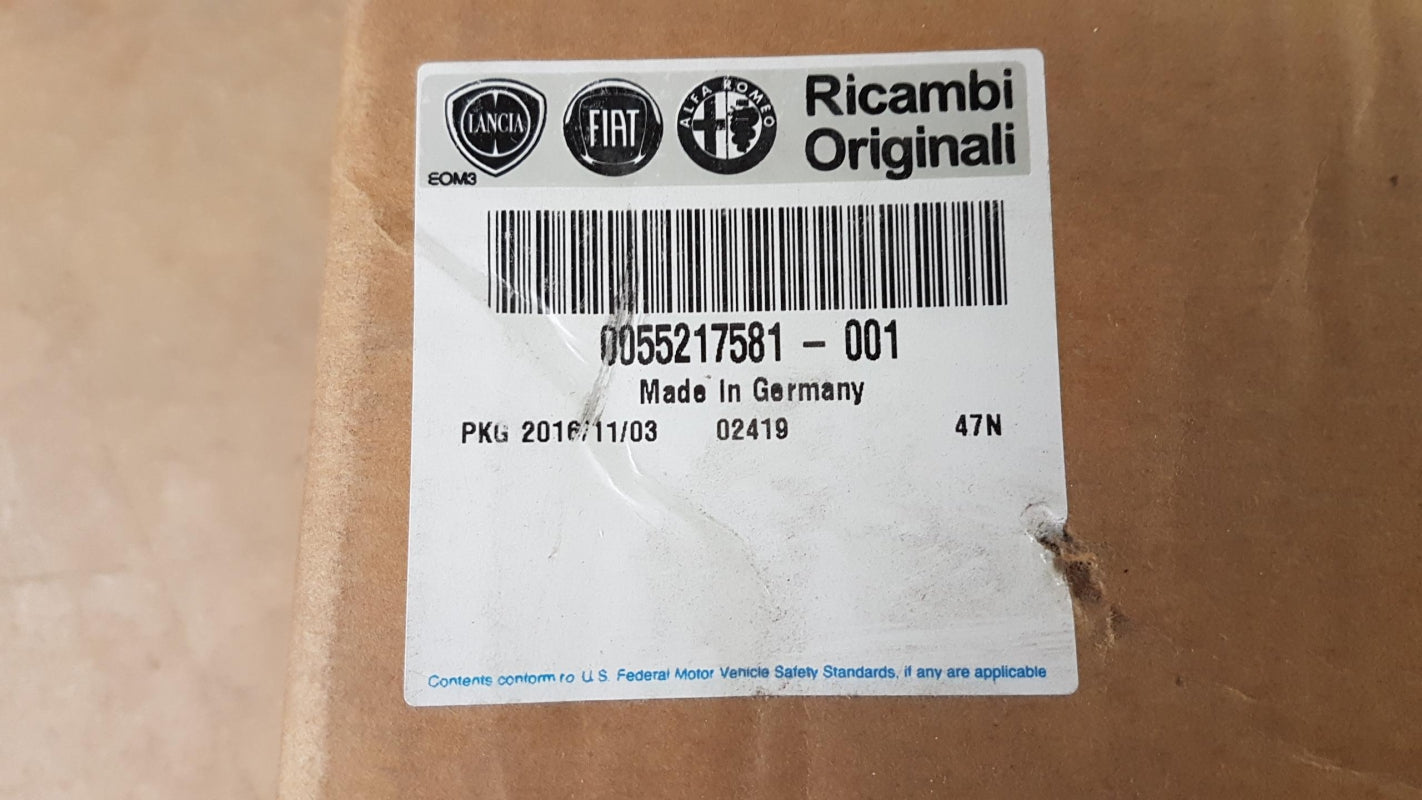 LANCIA FIAT ALFA ROMEO
Ricambi
Originali
EOM3
0055217581 – 001
Made In Germany
PKG 2016/11/03 02419 47N
Contents conform to U.S. Federal Motor Vehicle Safety Standards, if any are applicable